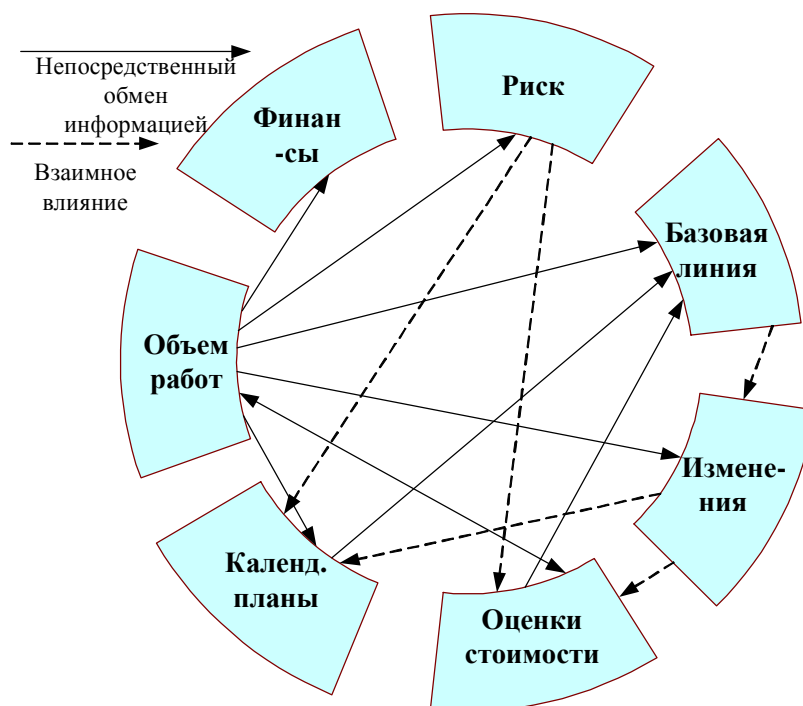 Непосредственный
обмен
информацией
Взаимное
влияние
Финан
-сы
Риск
Базовая
линия
Объем
работ
Измене-
ния
Календ.
планы
Оценки
стоимости